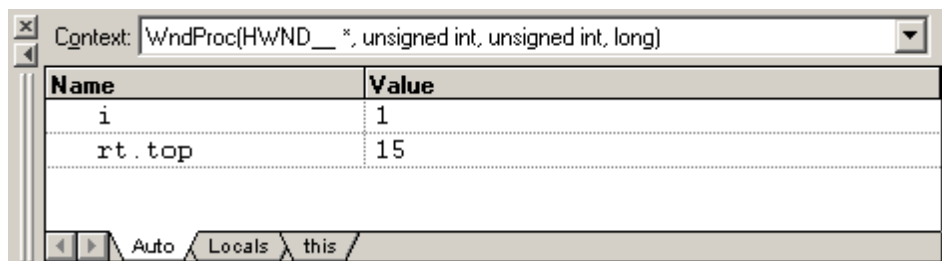 Context: WndProc(HWND__ *, unsigned int, unsigned int, long)
Name Value
i 1
rt.top 15
Auto Locals this